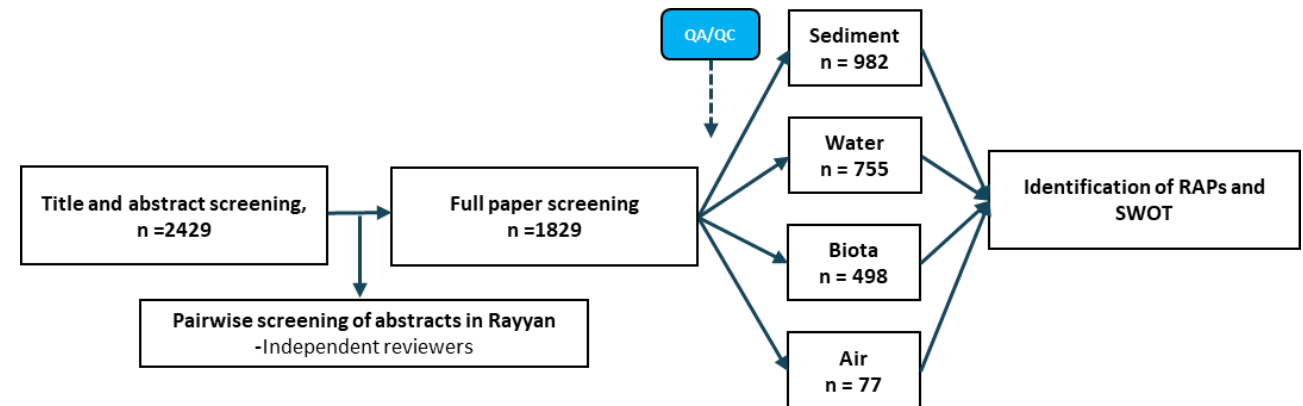 Title and abstract screening,
n =2429
Pairwise screening of abstracts in Rayyan
-Independent reviewers
Full paper screening
n =1829
QA/QC
Sediment
n = 982
Water
n = 755
Biota
n = 498
Air
n = 77
Identification of RAPs and
SWOT